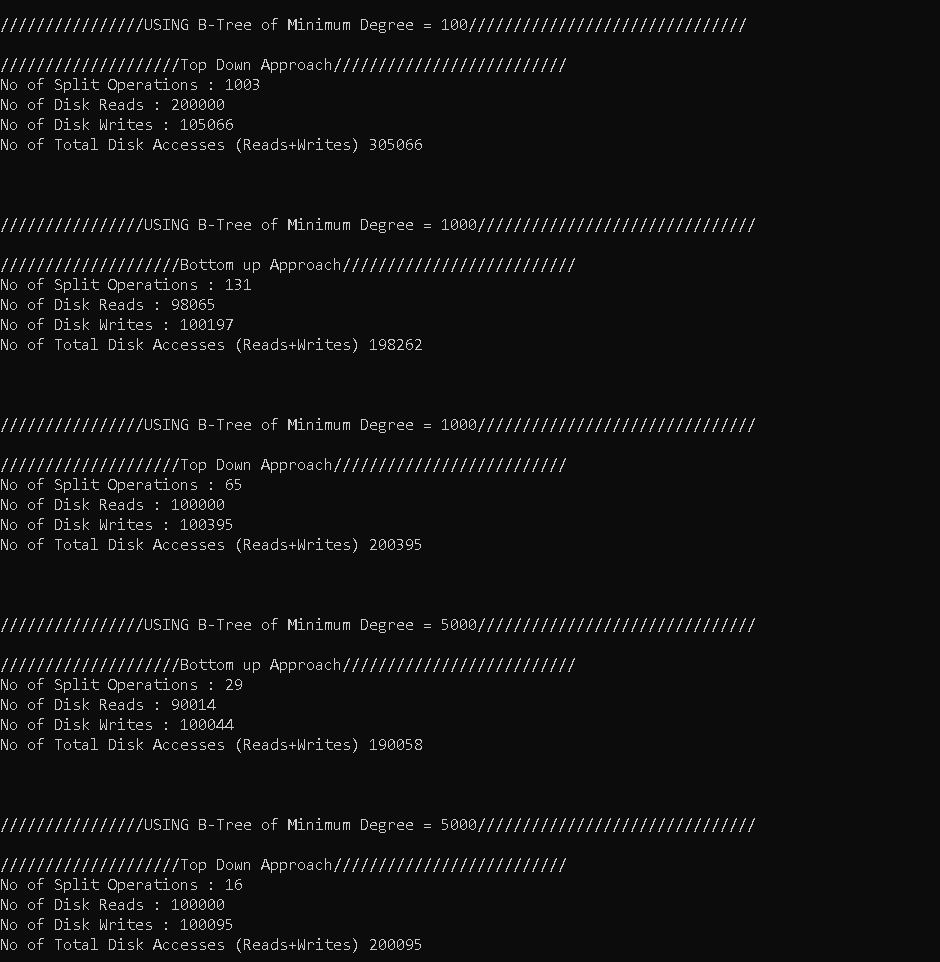 ////////////////USING B-Tree of Minimum Degree = 100///////////////////////////////
////////////////////Top Down Approach//////////////////////////
No of Split Operations : 1003
No of Disk Reads : 200000
No of Disk Writes : 105066
No of Total Disk Accesses (Reads+Writes) 305066
////////////////USING B-Tree of Minimum Degree = 1000///////////////////////////////
////////////////////Bottom up Approach//////////////////////////
No of Split Operations : 131
No of Disk Reads : 98065
No of Disk Writes : 100197
No of Total Disk Accesses (Reads+Writes) 198262
////////////////USING B-Tree of Minimum Degree = 1000///////////////////////////////
////////////////////Top Down Approach//////////////////////////
No of Split Operations : 65
No of Disk Reads : 100000
No of Disk Writes : 100395
No of Total Disk Accesses (Reads+Writes) 200395
////////////////USING B-Tree of Minimum Degree = 5000///////////////////////////////
////////////////////Bottom up Approach//////////////////////////
No of Split Operations : 29
No of Disk Reads : 90014
No of Disk Writes : 100044
No of Total Disk Accesses (Reads+Writes) 190058
////////////////USING B-Tree of Minimum Degree = 5000///////////////////////////////
////////////////////Top Down Approach//////////////////////////
No of Split Operations : 16
No of Disk Reads : 100000
No of Disk Writes : 100095
No of Total Disk Accesses (Reads+Writes) 200095